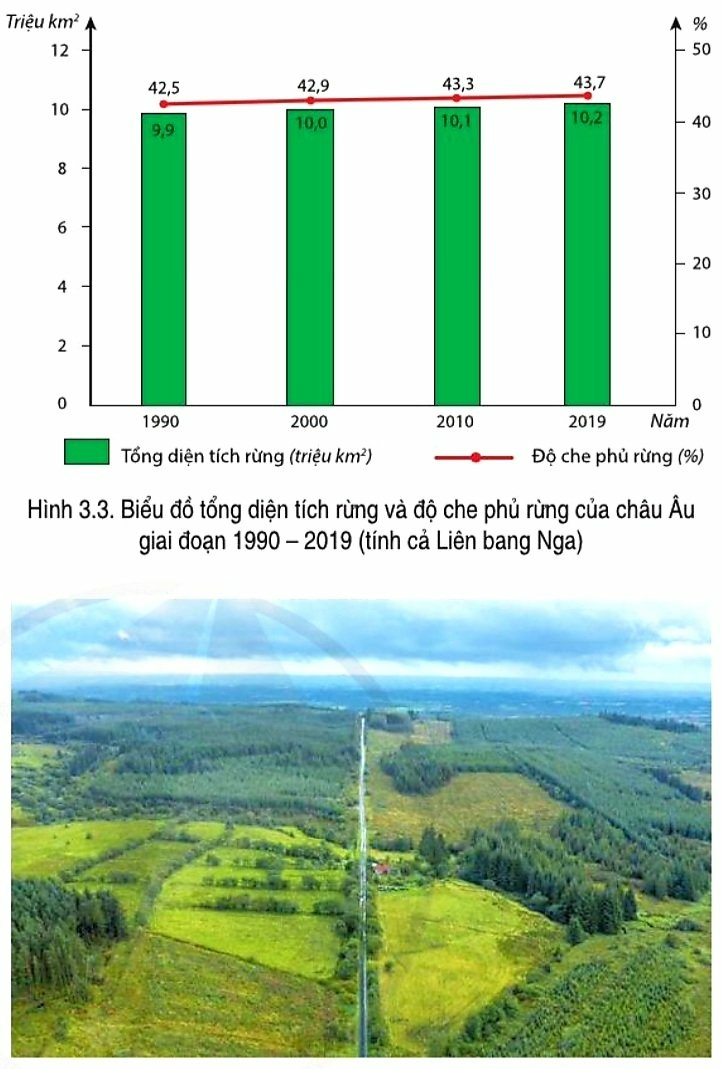 Triệu km² %
12 50
42,5 42,9 43,3 43,7
10 40
9,9 10,0 10,1 10,2
8
30
6
20
4
10
2
0 0
1990 2000 2010 2019 Năm
Tổng diện tích rừng (triệu km²) Độ che phủ rừng (%)
Hình 3.3. Biểu đồ tổng diện tích rừng và độ che phủ rừng của châu Âu
giai đoạn 1990 – 2019 (tính cả Liên bang Nga)